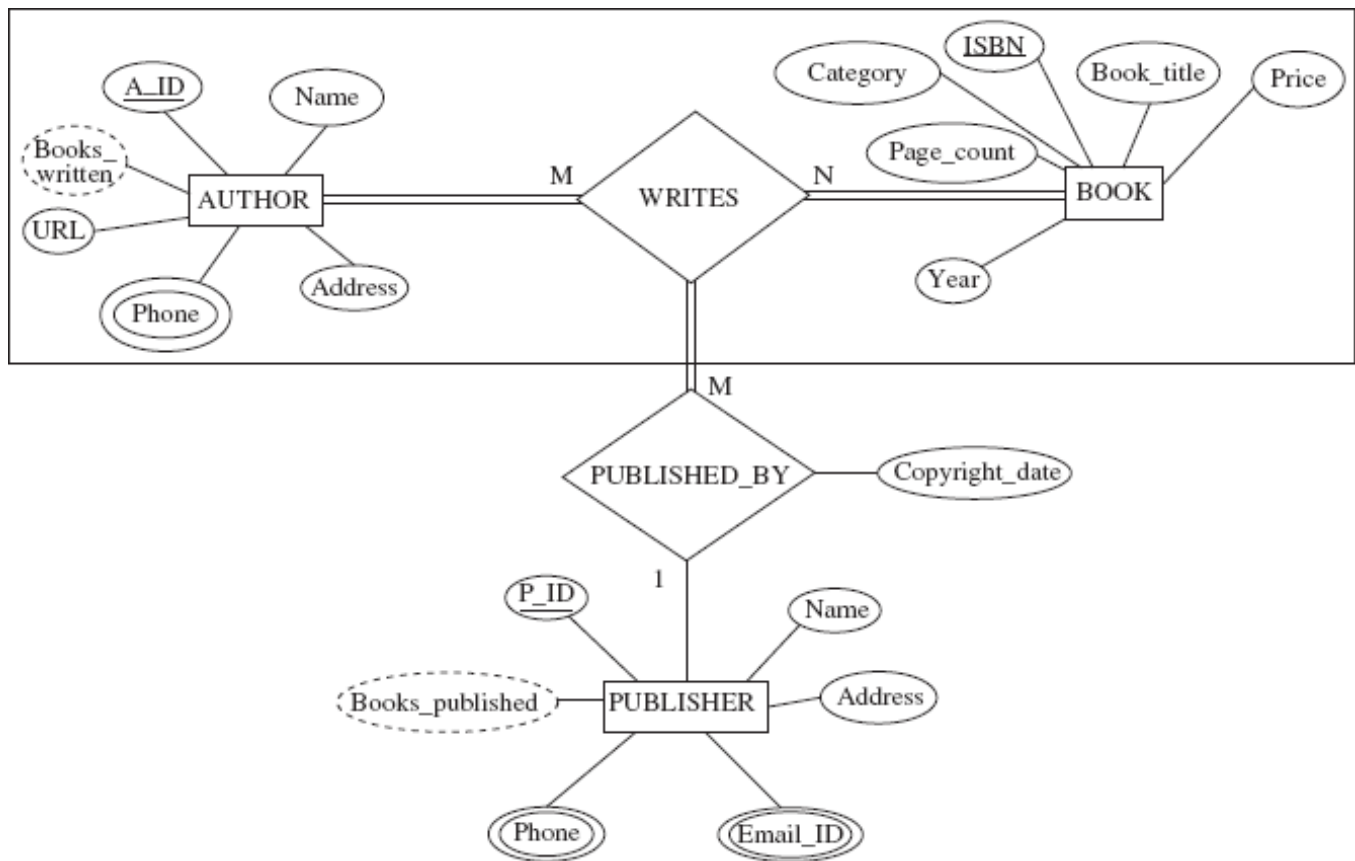 ISBN
Category
Book_title
Price
A_ID
Name
Books_
written
Page_count
M
N
AUTHOR
WRITES
BOOK
URL
Address
Year
Phone
M
PUBLISHED_BY
Copyright_date
1
P_ID
Name
Books_published
PUBLISHER
Address
Phone
Email_ID